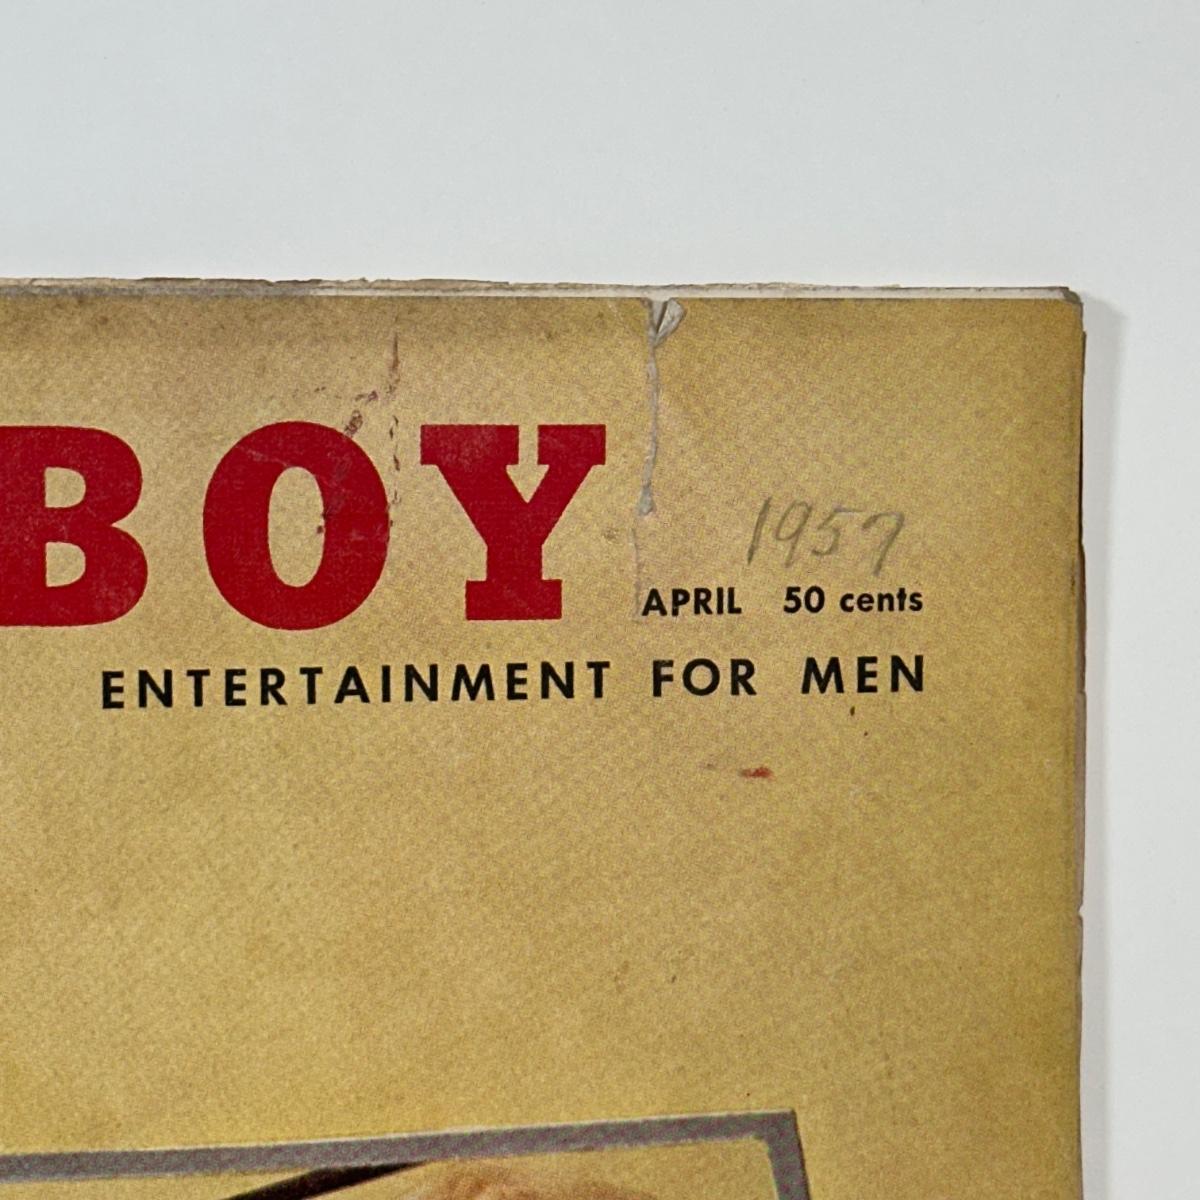 BOY
1957
APRIL 50 cents
ENTERTAINMENT FOR MEN